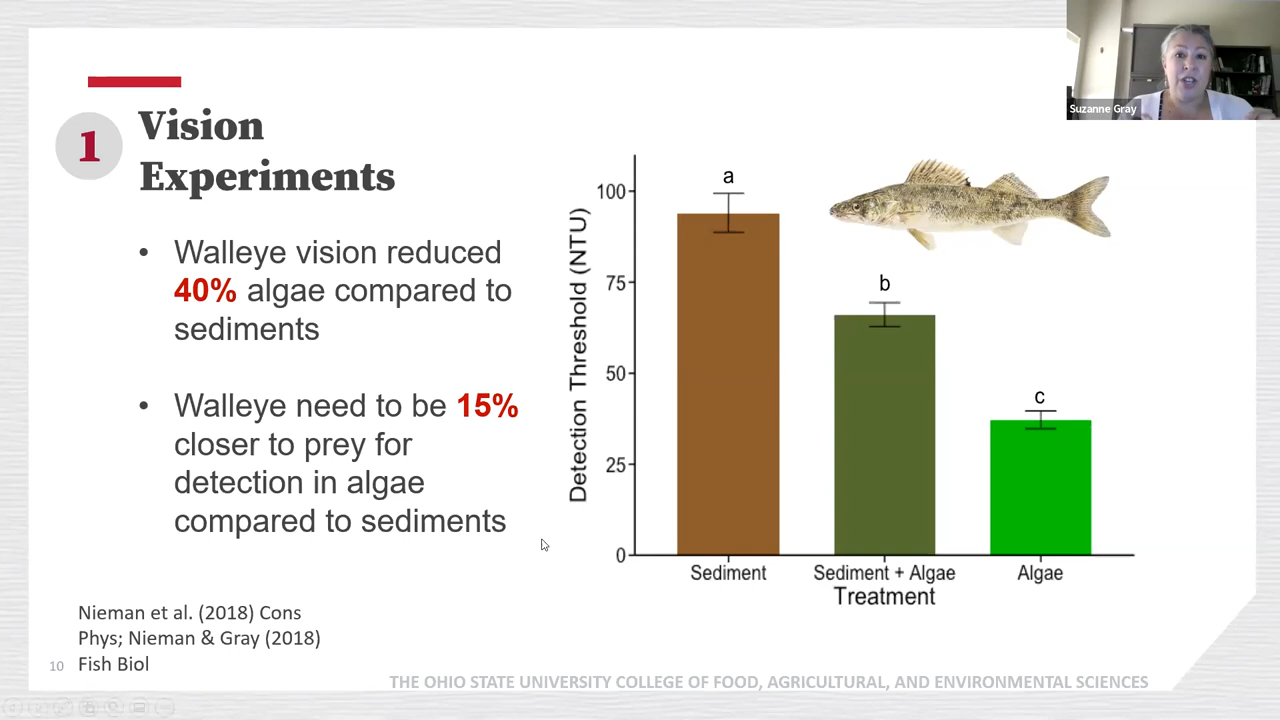 Suzanne Gray
1
Vision
Experiments
• Walleye vision reduced
40% algae compared to
sediments
• Walleye need to be 15%
closer to prey for
detection in algae
compared to sediments
Nieman et al. (2018) Cons
Phys; Nieman & Gray (2018)
Fish Biol
10
Detection Threshold (NTU)
100
75
50
25
0
a
b
c
Sediment
Sediment + Algae
Algae
Treatment
THE OHIO STATE UNIVERSITY COLLEGE OF FOOD, AGRICULTURAL, AND ENVIRONMENTAL SCIENCES